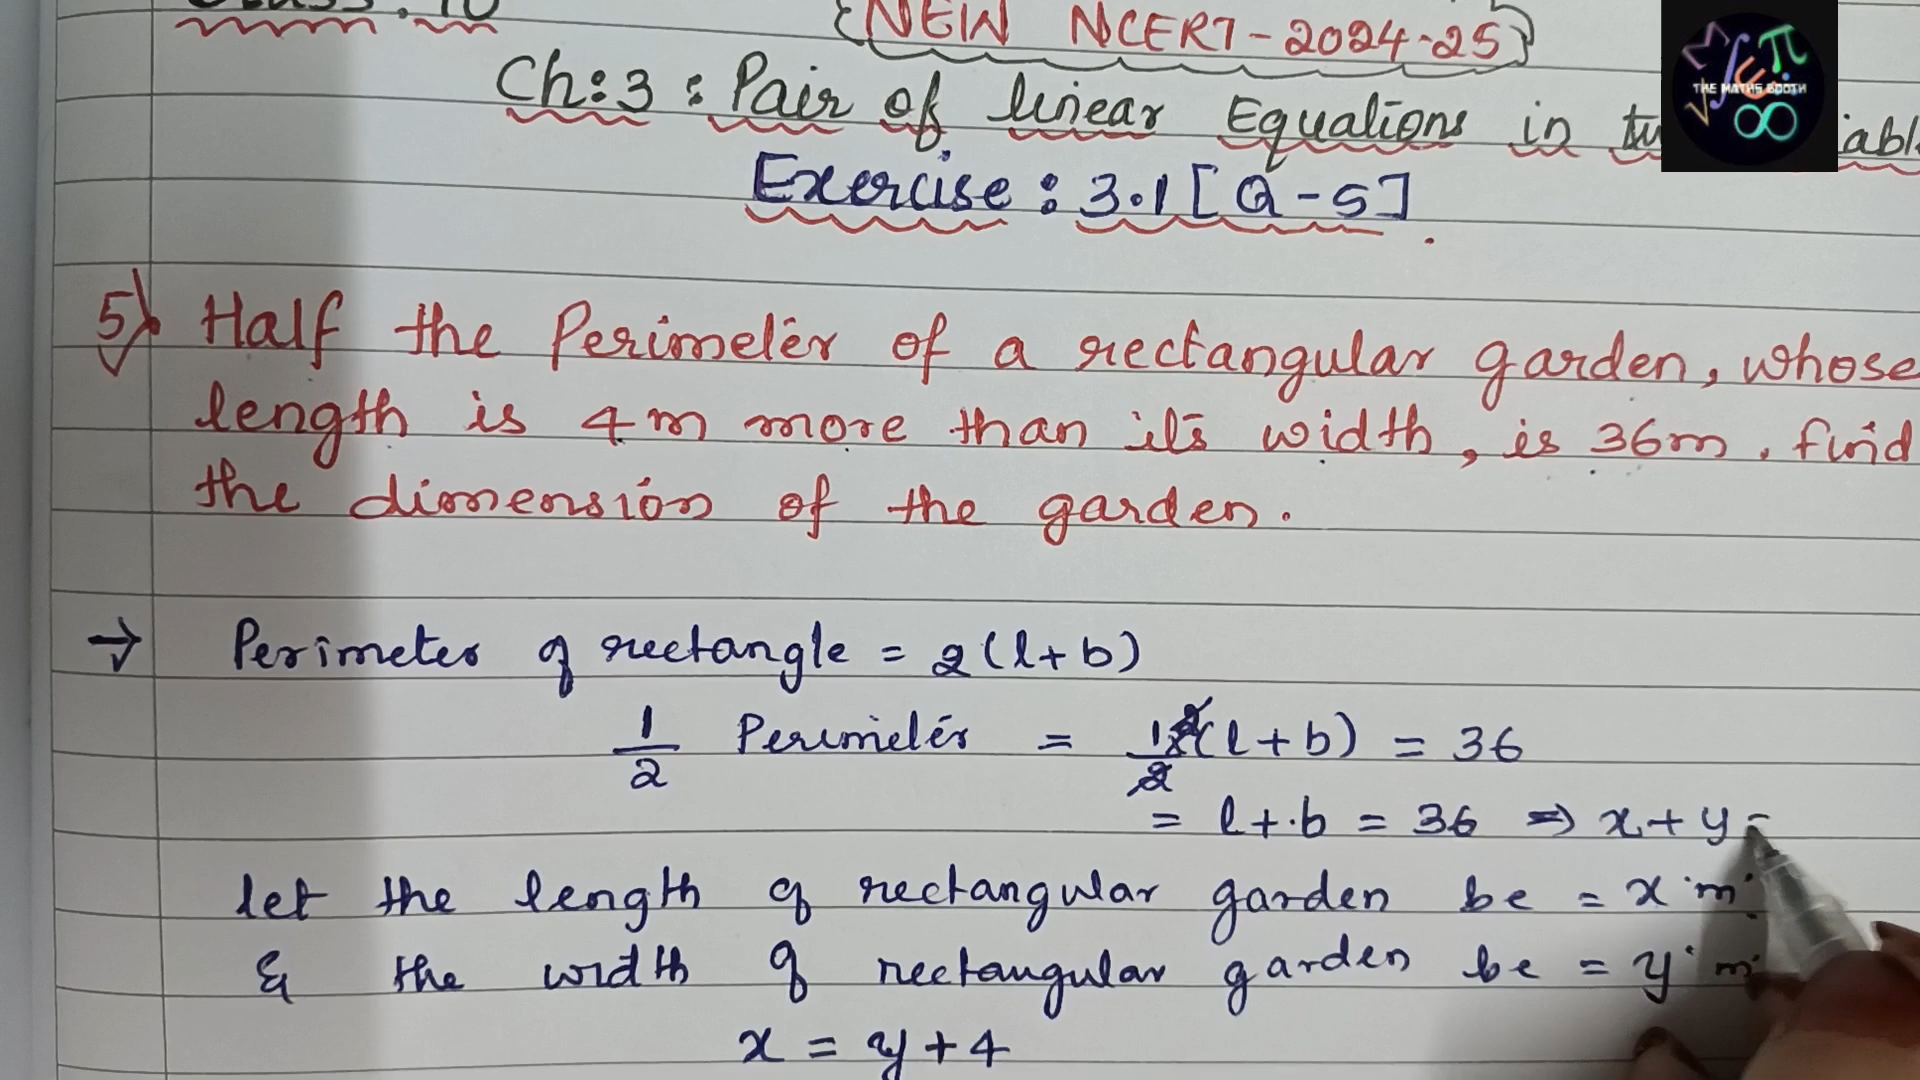 Class: 10
{NEW NCERT-2024-25}
Ch:3: Pair of linear Equations in
THE MATHS BOOTH
Exercise: 3.1 [Q-5]
5) Half the Perimeter of a rectangular garden, whose
length is 4m more than its width, is 36m. find
the dimension of the garden.
→ Perimeter of rectangle = 2(l+b)
1/2 Perimeter = 1/2 × 2(l+b) = 36
= l+b = 36 ⇒ x+y=
let the length of rectangular garden be = x m
& the width of rectangular garden be = y m
x = y+4